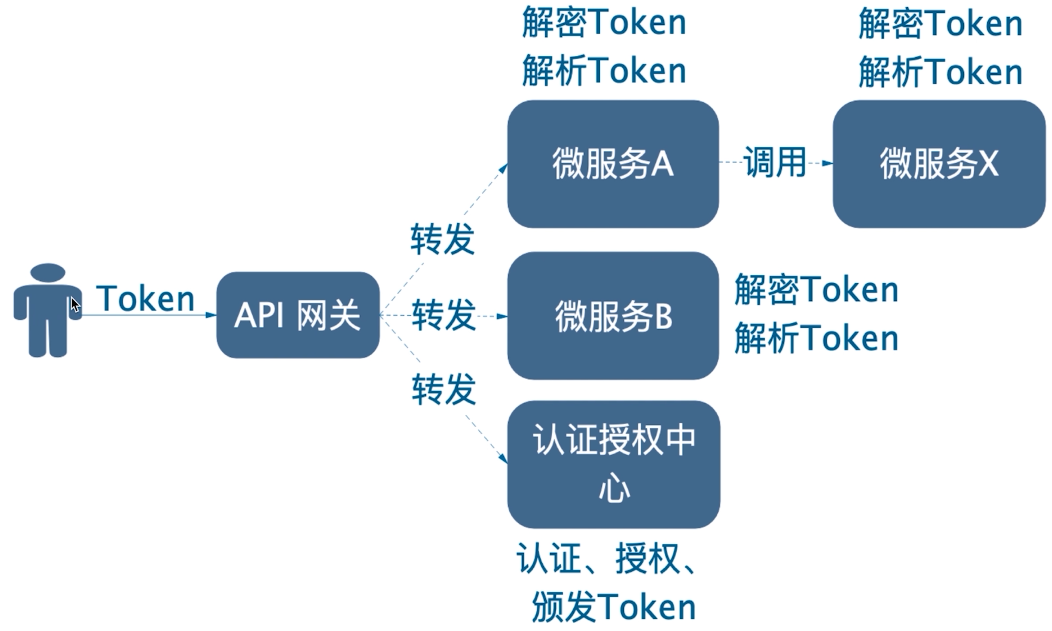 解密Token
解析Token
解密Token
解析Token
微服务A
调用
微服务X
转发
Token
API 网关
转发
微服务B
解密Token
解析Token
转发
认证授权中
心
认证、授权、
颁发Token